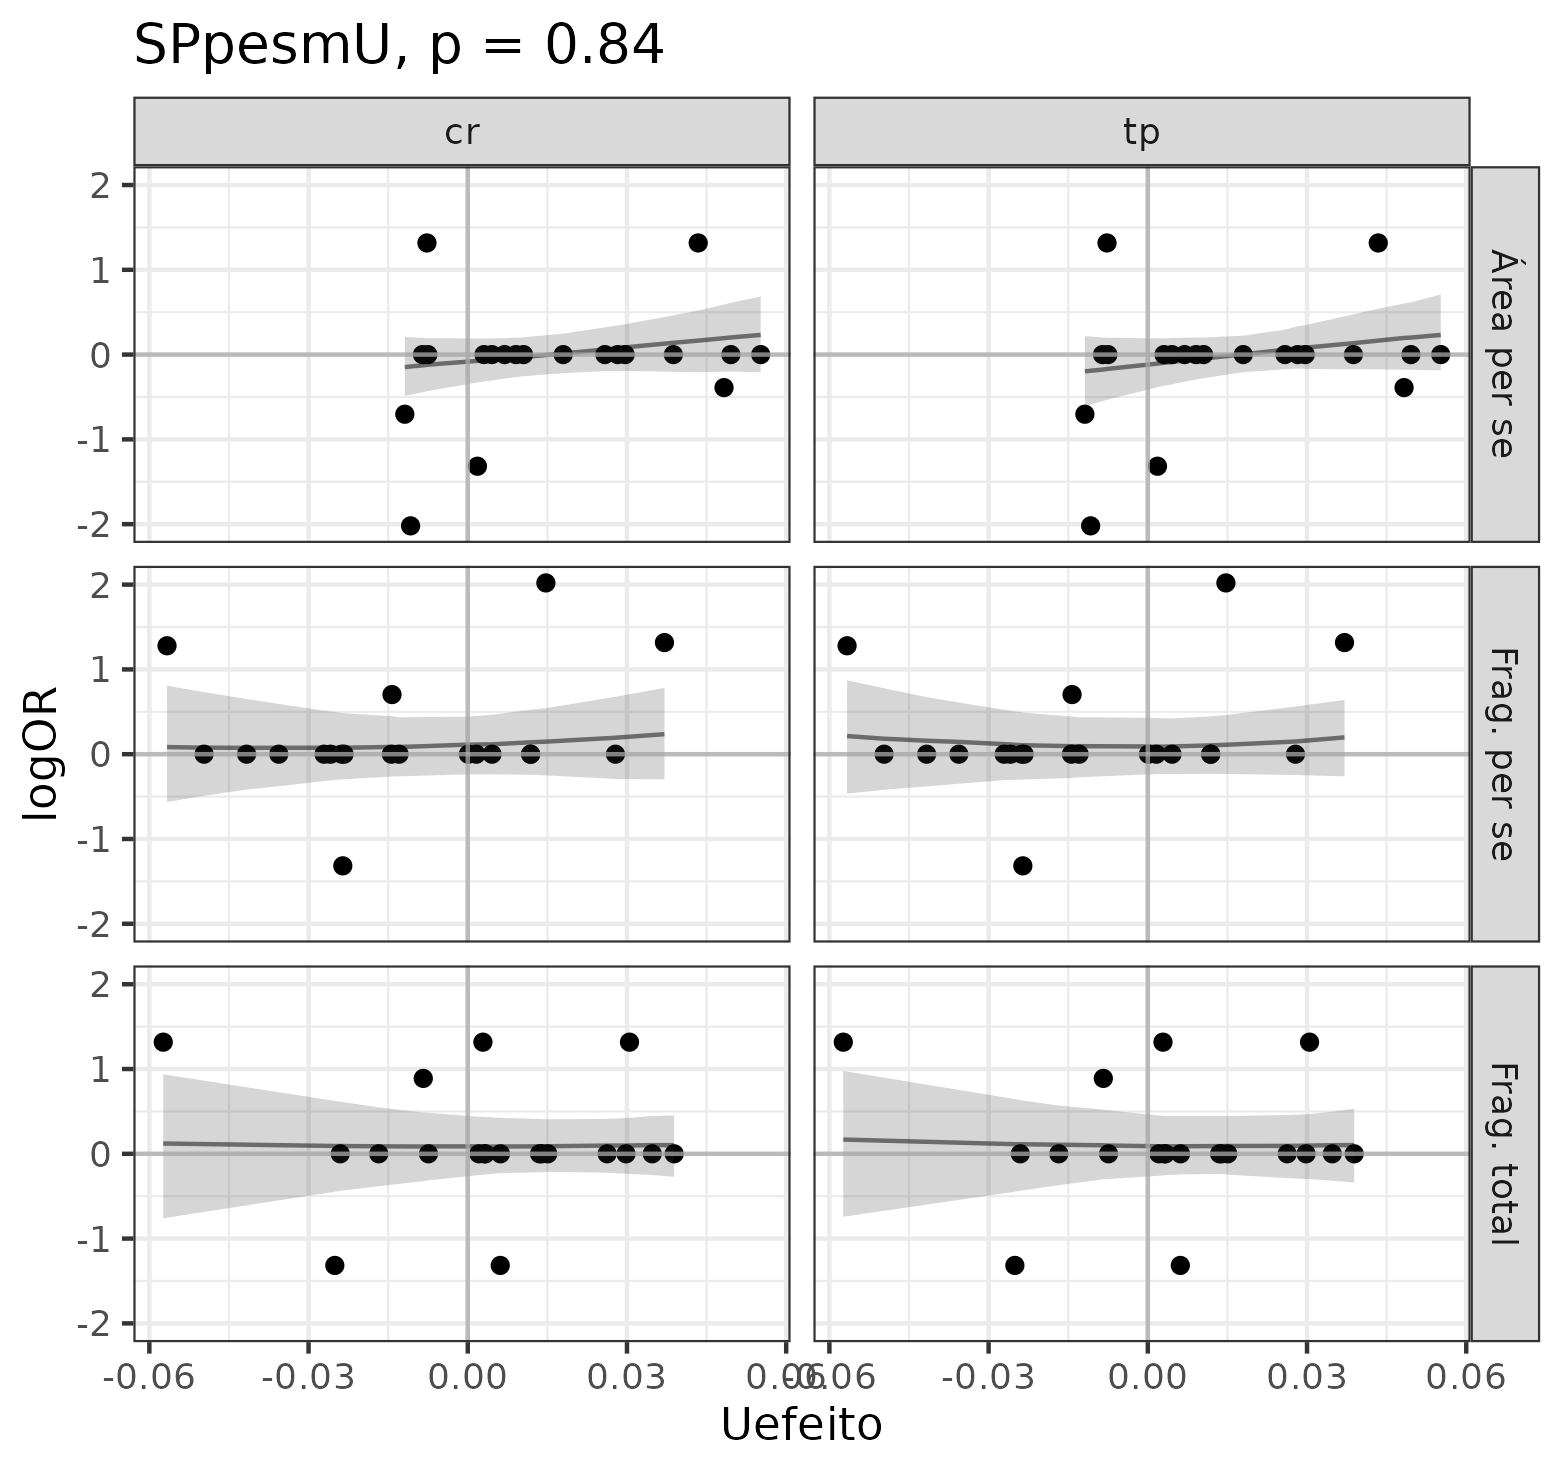 SPpesmU, p = 0.84
cr
tp
2
1
0
-1
-2
Área per se
2
1
0
-1
-2
Frag. per se
2
1
0
-1
-2
Frag. total
logOR
-0.06 -0.03 0.00 0.03 0.06
-0.06 -0.03 0.00 0.03 0.06
Uefeito